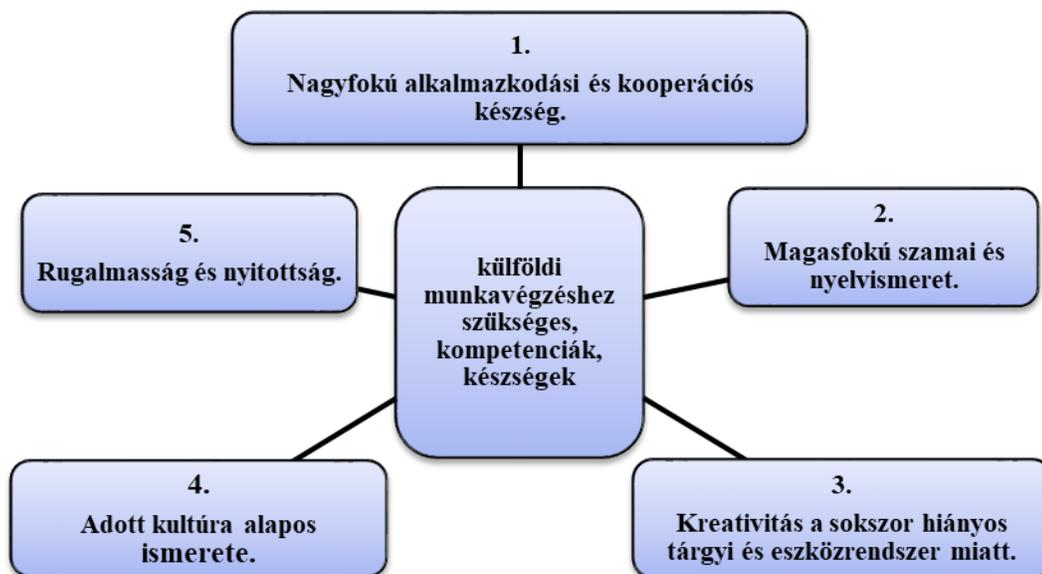 1.
Nagyfokú alkalmazkodási és kooperációs
készség.
2.
Magasfokú szamai és
nyelvismeret.
3.
Kreativitás a sokszor hiányos
tárgyi és eszközrendszer miatt.
4.
Adott kultúra alapos
ismerete.
5.
Rugalmasság és nyitottság.
külföldi
munkavégzéshez
szükséges,
kompetenciák,
készségek